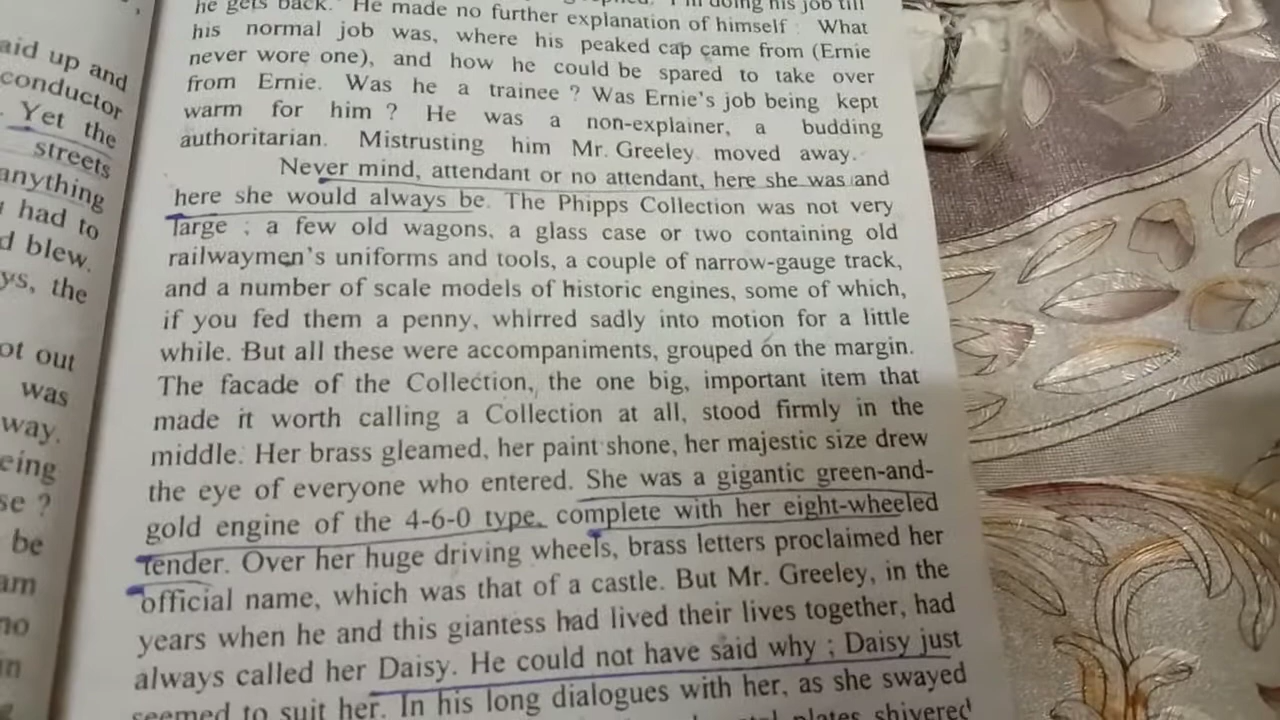 aid up and
conductor
Yet the
streets
anything
had to
d blew.
ys, the
ot out
was
way.
eing
se ?
be
am
no
in
he gets back. He made no further explanation of himself : What
his normal job was, where his peaked cap came from (Ernie
never wore one), and how he could be spared to take over
from Ernie. Was he a trainee ? Was Ernie's job being kept
warm for him ? He was a non-explainer, a budding
authoritarian. Mistrusting him Mr. Greeley moved away.
Never mind, attendant or no attendant, here she was and
here she would always be. The Phipps Collection was not very
large ; a few old wagons, a glass case or two containing old
railwaymen's uniforms and tools, a couple of narrow-gauge track,
and a number of scale models of historic engines, some of which,
if you fed them a penny, whirred sadly into motion for a little
while. But all these were accompaniments, grouped on the margin.
The facade of the Collection, the one big, important item that
made it worth calling a Collection at all, stood firmly in the
middle. Her brass gleamed, her paint shone, her majestic size drew
the eye of everyone who entered. She was a gigantic green-and-
gold engine of the 4-6-0 type, complete with her eight-wheeled
tender. Over her huge driving wheels, brass letters proclaimed her
official name, which was that of a castle. But Mr. Greeley, in the
years when he and this giantess had lived their lives together, had
always called her Daisy. He could not have said why ; Daisy just
seemed to suit her. In his long dialogues with her, as she swayed
plates shivered